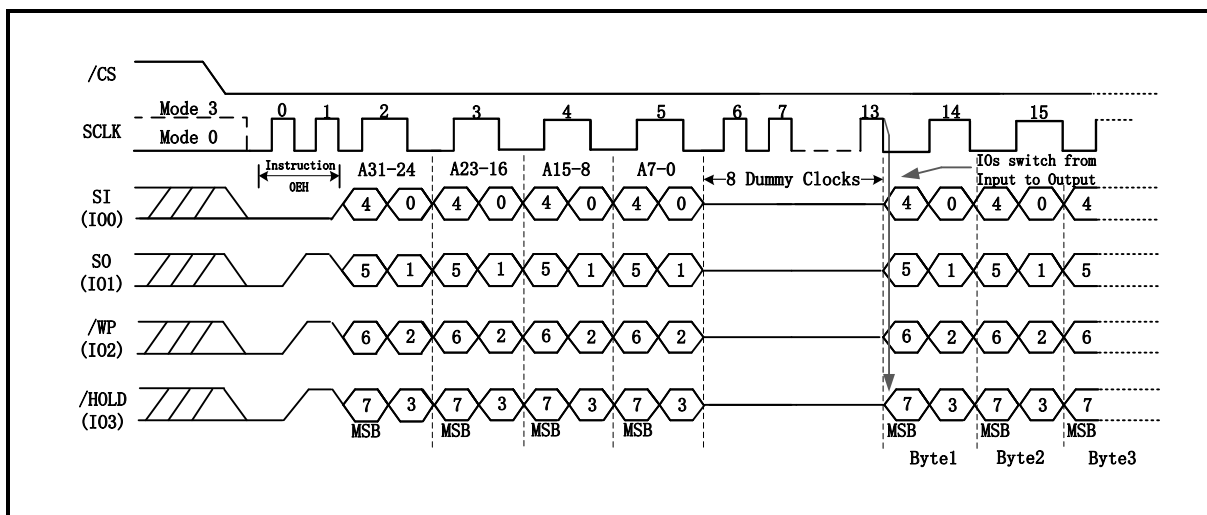 /CS
Mode 3
Mode 0
SCLK
0 1 2 3 4 5 6 7 13 14 15
Instruction
0EH
A31-24 A23-16 A15-8 A7-0
8 Dummy Clocks
IOs switch from
Input to Output
SI
(IO0)
4 0 4 0 4 0 4 0 4 0 4 0 4
SO
(IO1)
5 1 5 1 5 1 5 1 5 1 5 1 5
/WP
(IO2)
6 2 6 2 6 2 6 2 6 2 6 2 6
/HOLD
(IO3)
7 3 7 3 7 3 7 3 7 3 7 3 7
MSB MSB MSB MSB MSB MSB MSB
Byte1 Byte2 Byte3